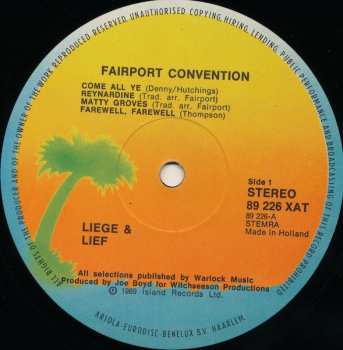 ALL RIGHTS OF THE PRODUCER AND OF THE OWNER OF THE WORK REPRODUCED RESERVED. UNAUTHORISED COPYING, HIRING, LENDING, PUBLIC PERFORMANCE AND BROADCASTING OF THIS RECORD PROHIBITED
FAIRPORT CONVENTION
COME ALL YE (Denny/Hutchings)
REYNARDINE (Trad. arr. Fairport)
MATTY GROVES (Trad. arr. Fairport)
FAREWELL, FAREWELL (Thompson)
Side 1
STEREO
89 226 XAT
89 226-A
STEMRA
Made in Holland
LIEGE &
LIEF
All selections published by Warlock Music
Produced by Joe Boyd for Witchseason Productions
℗ 1969 Island Records Ltd.
ARIOLA-EURODISC-BENELUX B.V. HAARLEM